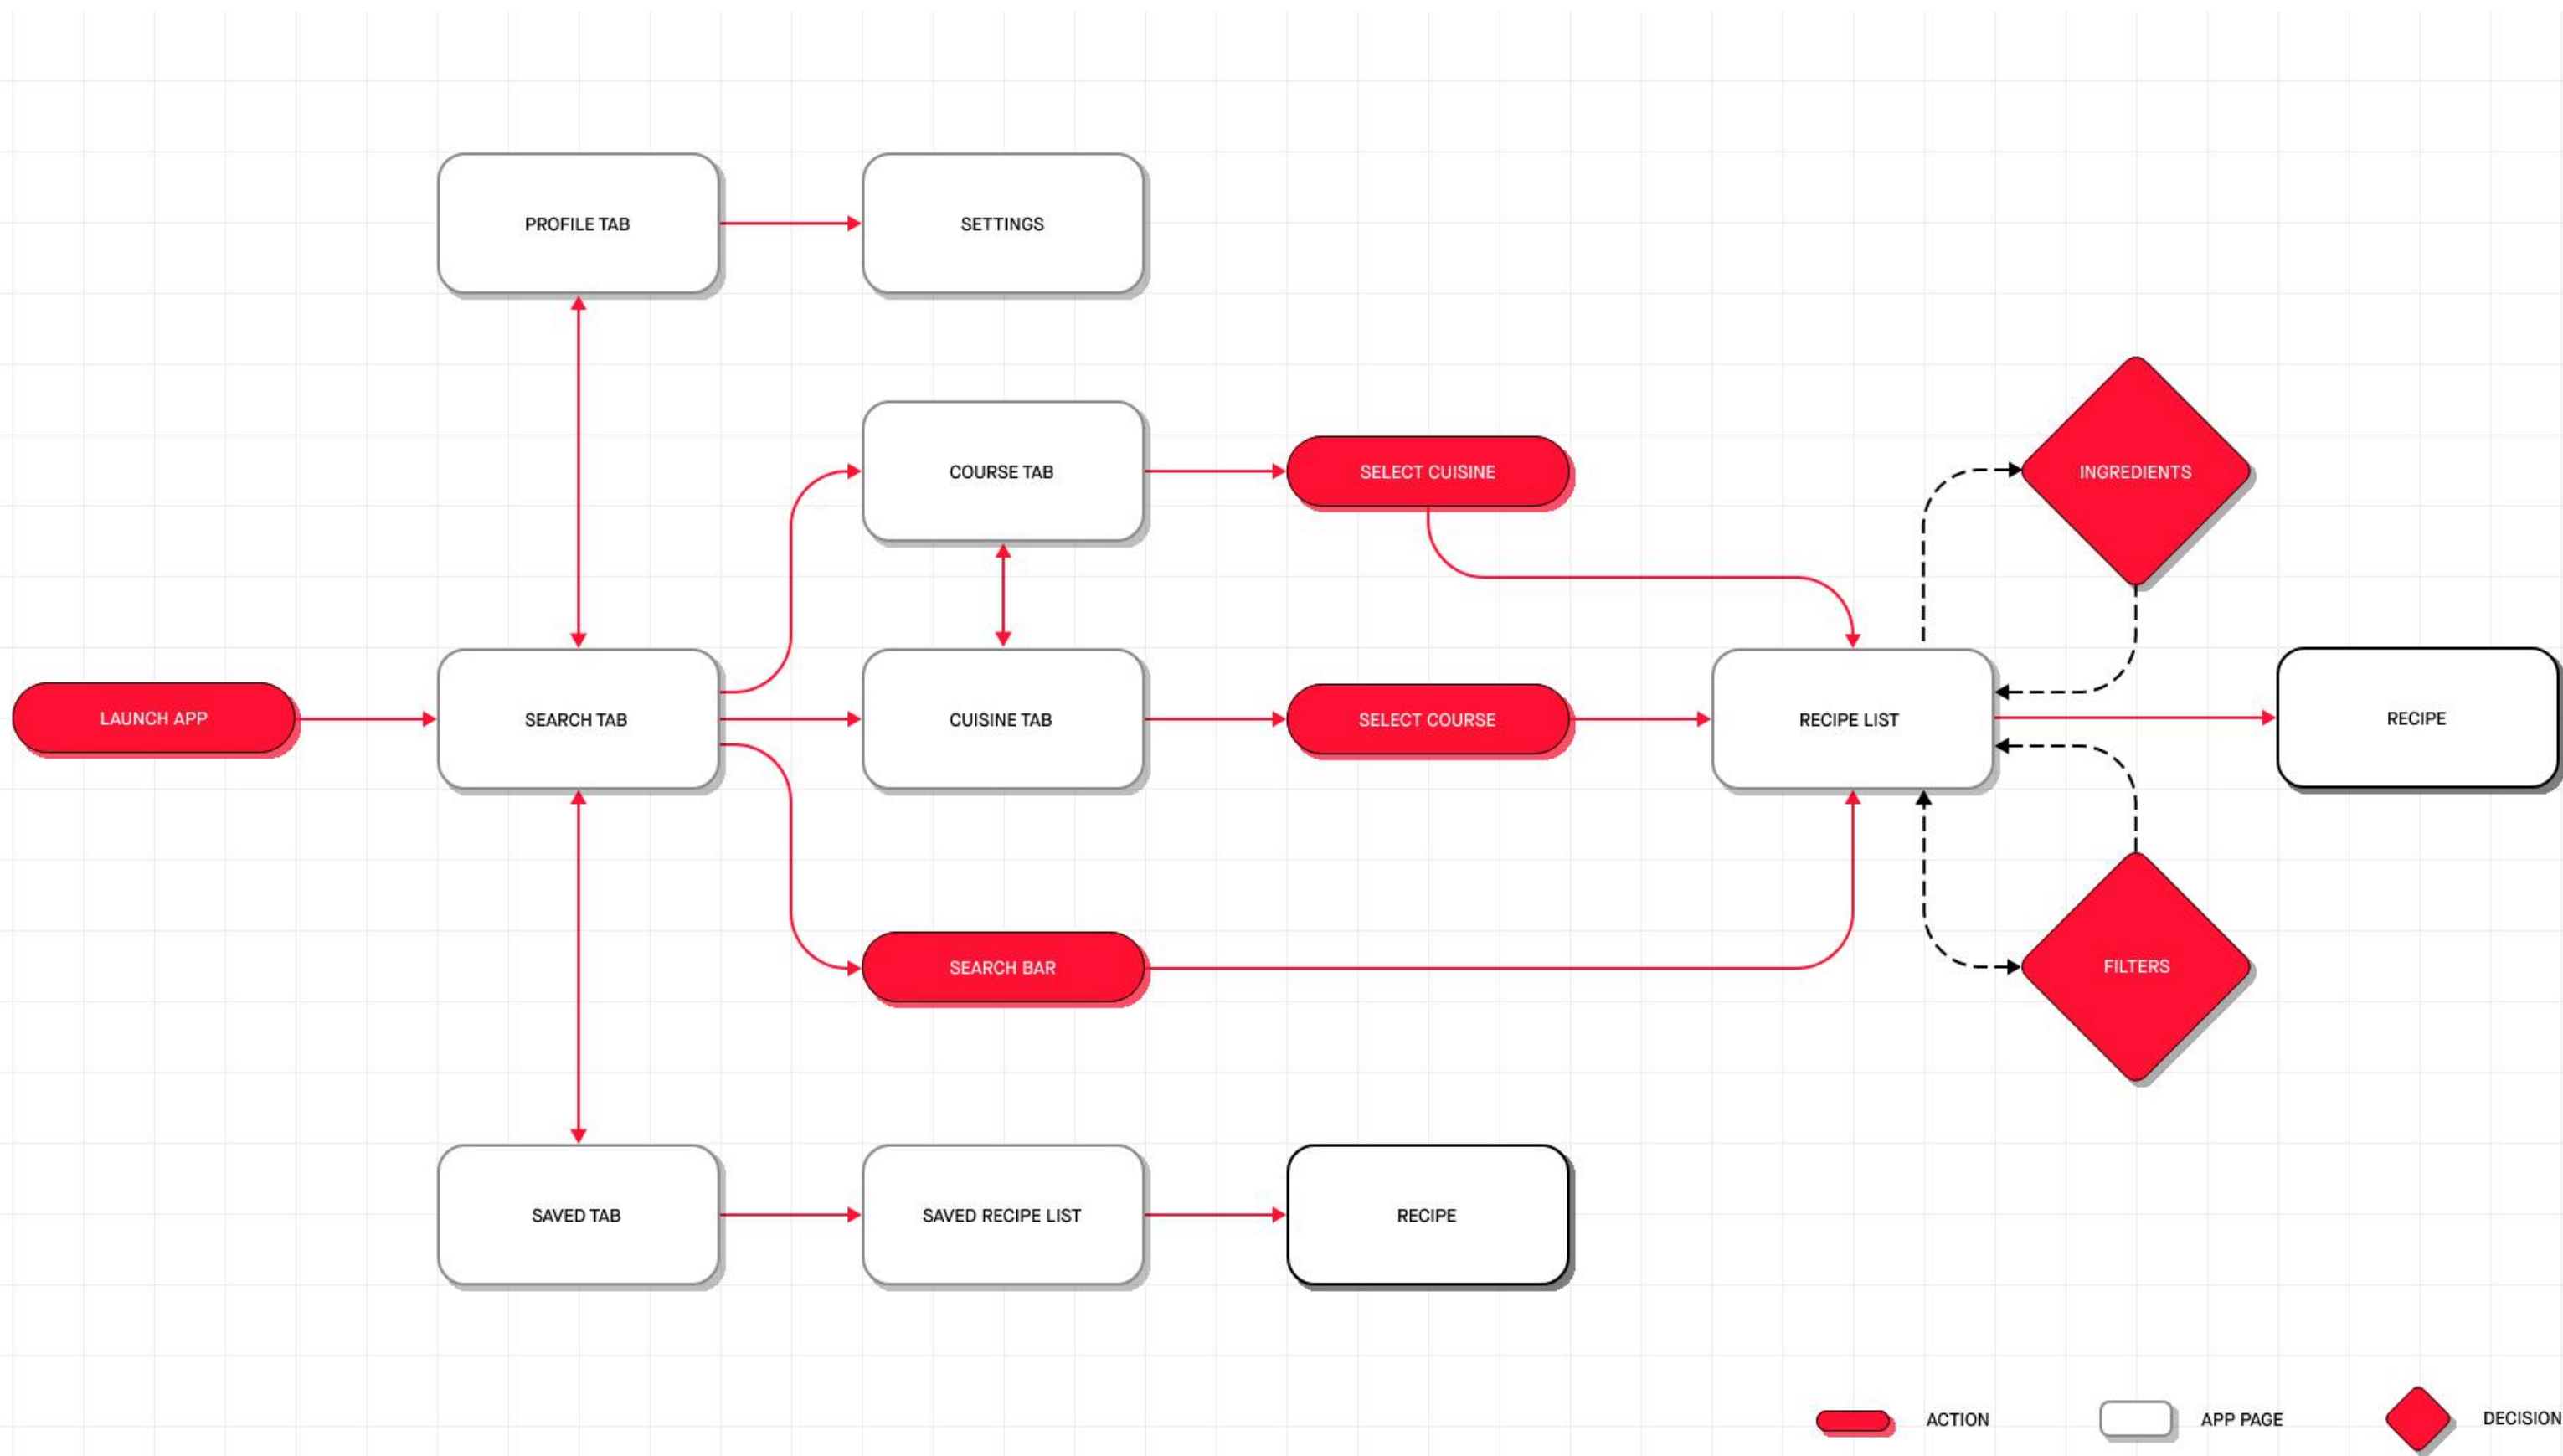 PROFILE TAB
SETTINGS
COURSE TAB
SELECT CUISINE
INGREDIENTS
LAUNCH APP
SEARCH TAB
CUISINE TAB
SELECT COURSE
RECIPE LIST
RECIPE
SEARCH BAR
FILTERS
SAVED TAB
SAVED RECIPE LIST
RECIPE
ACTION
APP PAGE
DECISION